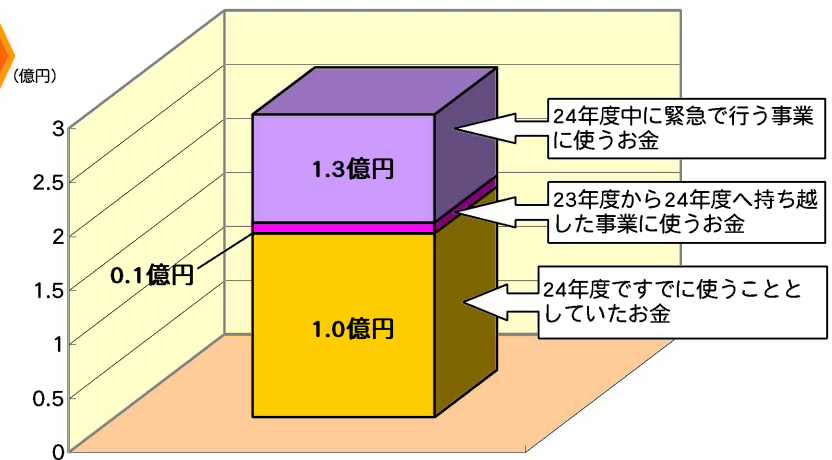 (億円)
3
2.5
2
1.5
1
0.5
0
1.3億円
0.1億円
1.0億円
24年度中に緊急で行う事業
に使うお金
23年度から24年度へ持ち越
した事業に使うお金
24年度ですでに使うことと
していたお金